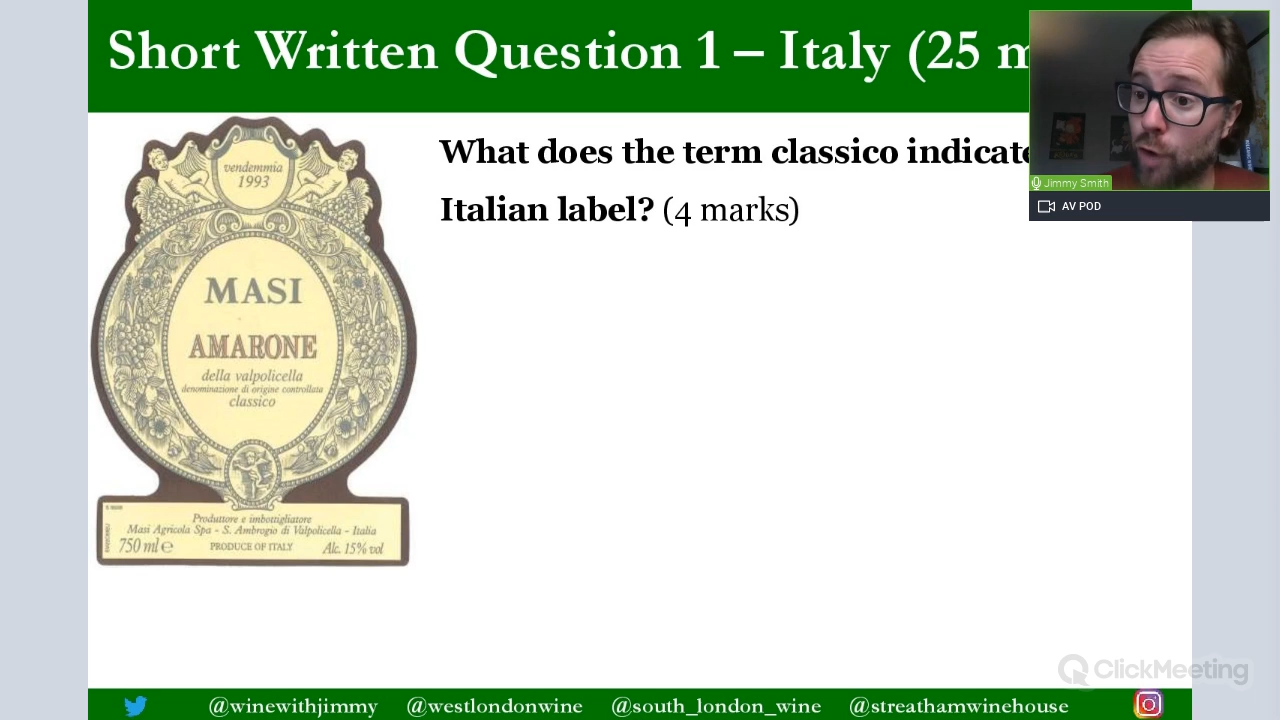 Short Written Question 1 – Italy (25 m
What does the term classico indicate
Italian label? (4 marks)
vendemmia
1993
MASI
AMARONE
della valpolicella
denominazione di origine controllata
classico
Produttore e imbottigliatore
Masi Agricola Spa - S. Ambrogio di Valpolicella - Italia
750 ml e PRODUCE OF ITALY Alc. 15% vol
Jimmy Smith
AV POD
ClickMeeting
@winewithjimmy @westlondonwine @south_london_wine @streathamwinehouse